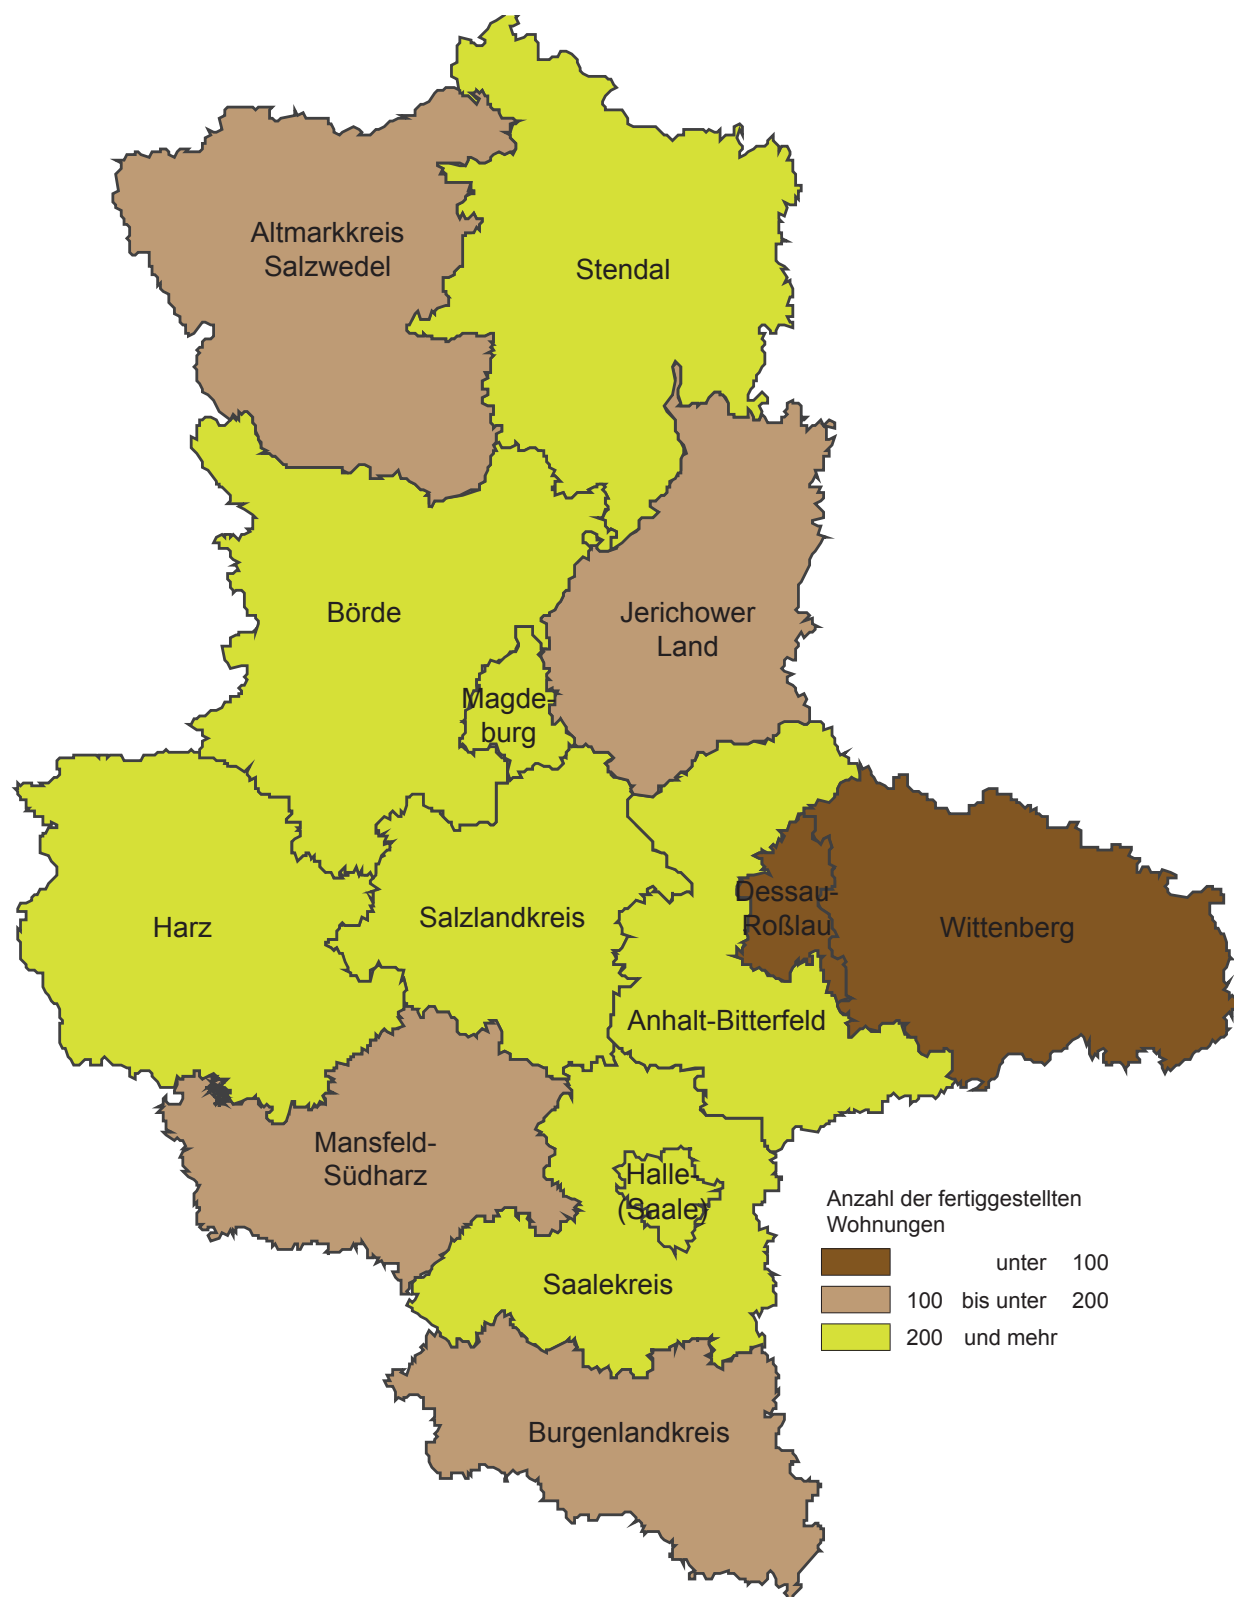 Altmarkkreis
Salzwedel
Stendal
Börde
Jerichower
Land
Magde-
burg
Harz
Salzlandkreis
Dessau-
Roßlau
Wittenberg
Anhalt-Bitterfeld
Mansfeld-
Südharz
Halle-
(Saale)
Saalekreis
Burgenlandkreis
Anzahl der fertiggestellten
Wohnungen
unter 100
100 bis unter 200
200 und mehr